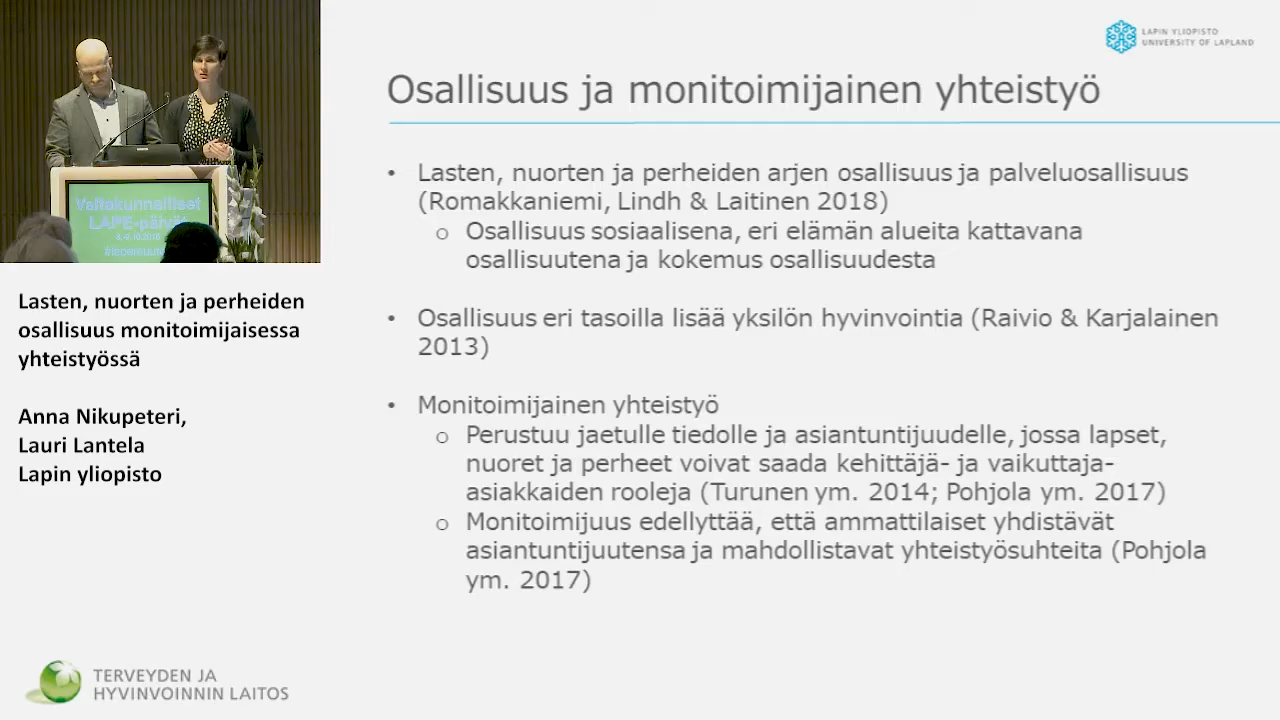 LAPIN YLIOPISTO
UNIVERSITY OF LAPLAND
Osallisuus ja monitoimijainen yhteistyö
• Lasten, nuorten ja perheiden arjen osallisuus ja palveluosallisuus
(Romakkaniemi, Lindh & Laitinen 2018)
o Osallisuus sosiaalisena, eri elämän alueita kattavana
osallisuutena ja kokemus osallisuudesta
• Osallisuus eri tasoilla lisää yksilön hyvinvointia (Raivio & Karjalainen
2013)
• Monitoimijainen yhteistyö
o Perustuu jaetulle tiedolle ja asiantuntijuudelle, jossa lapset,
nuoret ja perheet voivat saada kehittäjä- ja vaikuttaja-
asiakkaiden rooleja (Turunen ym. 2014; Pohjola ym. 2017)
o Monitoimijuus edellyttää, että ammattilaiset yhdistävät
asiantuntijuutensa ja mahdollistavat yhteistyösuhteita (Pohjola
ym. 2017)
Valtakunnalliset
LAPE-päivät
Lasten, nuorten ja perheiden
osallisuus monitoimijaisessa
yhteistyössä
Anna Nikupeteri,
Lauri Lantela
Lapin yliopisto
TERVEYDEN JA
HYVINVOINNIN LAITOS